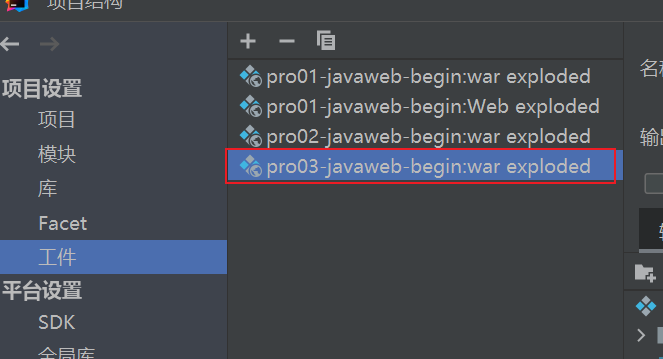 项目结构
项目设置
项目
模块
库
Facet
工件
平台设置
SDK
全局库
pro01-javaweb-begin:war exploded
pro01-javaweb-begin:Web exploded
pro02-javaweb-begin:war exploded
pro03-javaweb-begin:war exploded
名
输